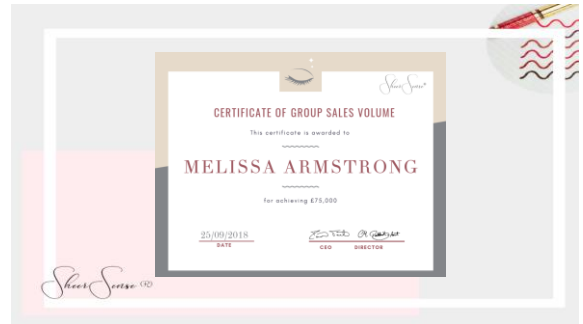 Sheer Sense®
CERTIFICATE OF GROUP SALES VOLUME
This certificate is awarded to
MELISSA ARMSTRONG
for achieving £75,000
25/09/2018
DATE
CEO DIRECTOR
Sheer Sense ®